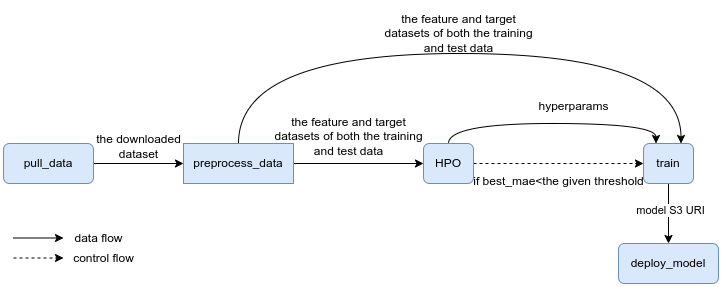 the feature and target
datasets of both the training
and test data
the downloaded
dataset
the feature and target
datasets of both the training
and test data
hyperparams
pull_data
preprocess_data
HPO
train
if best_mae<the given threshold
model S3 URI
data flow
control flow
deploy_model